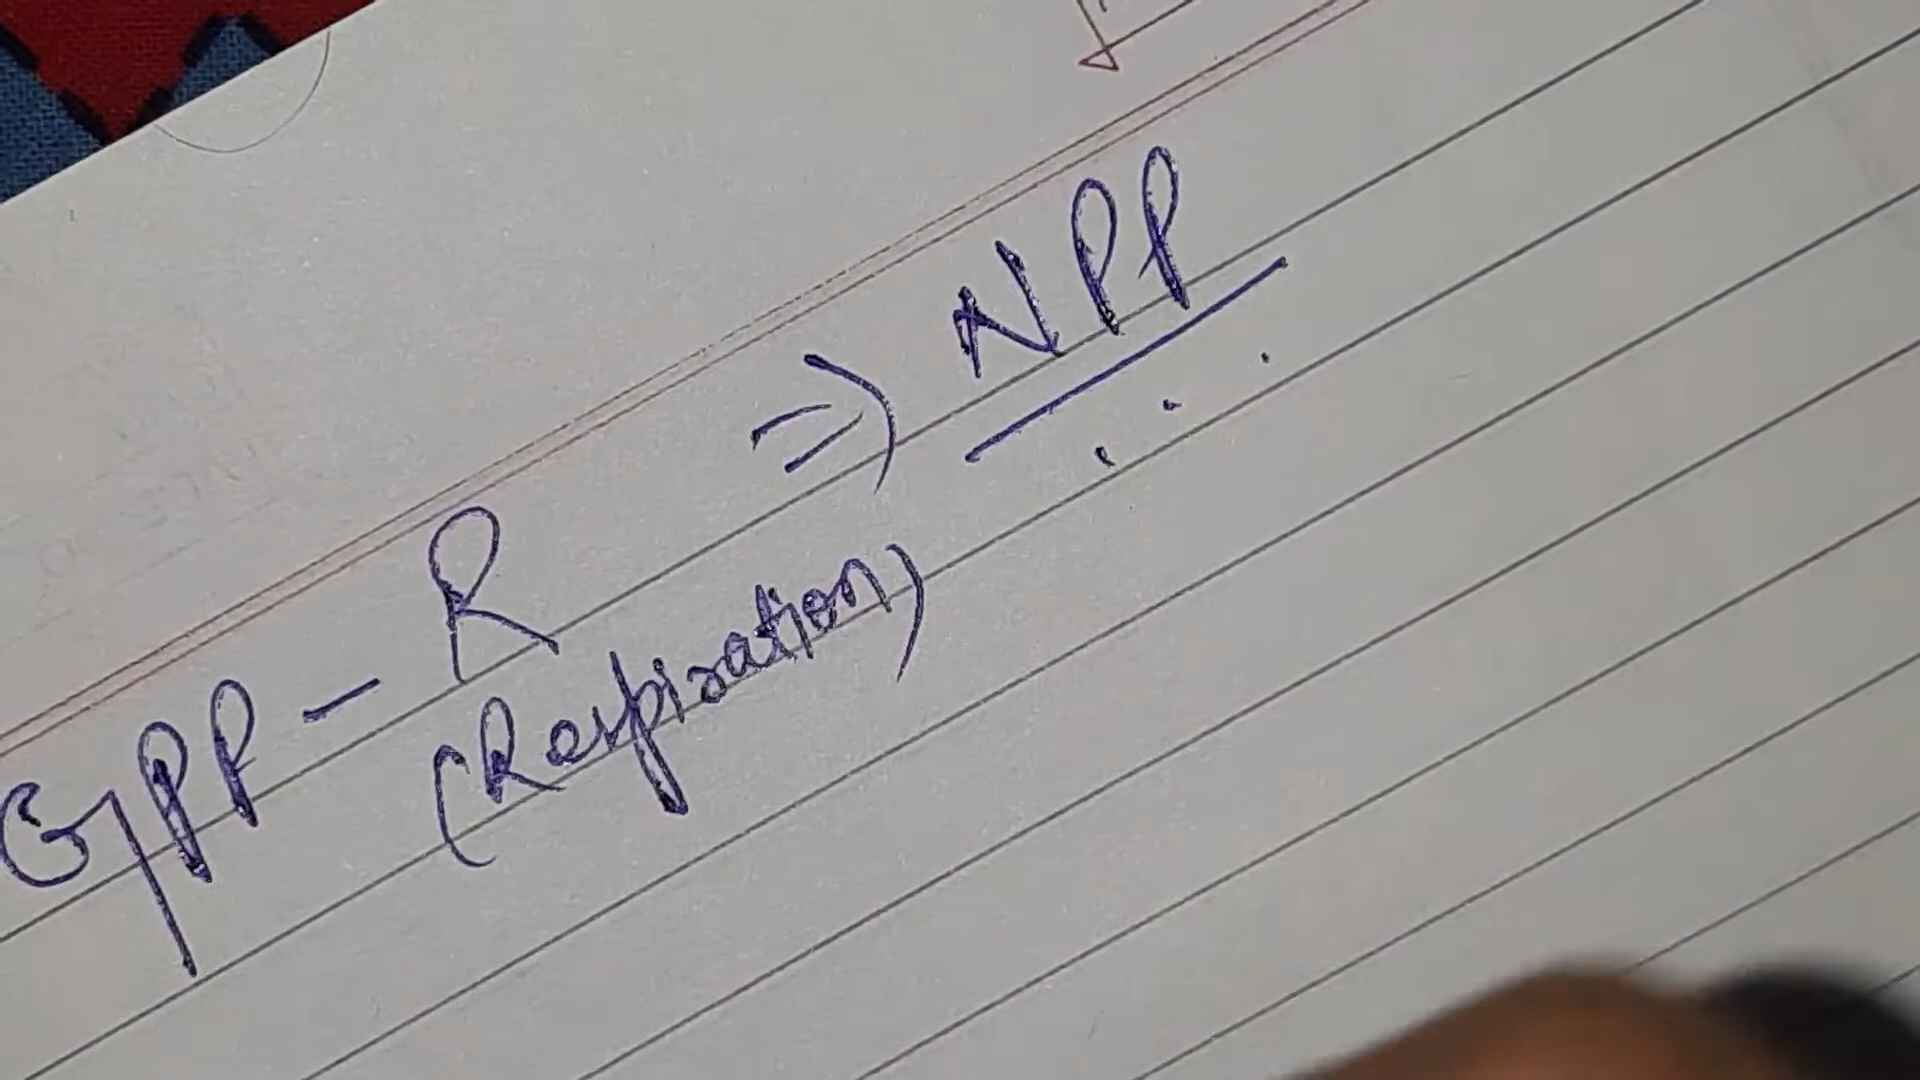 GPP - R => NPP
(Respiration)